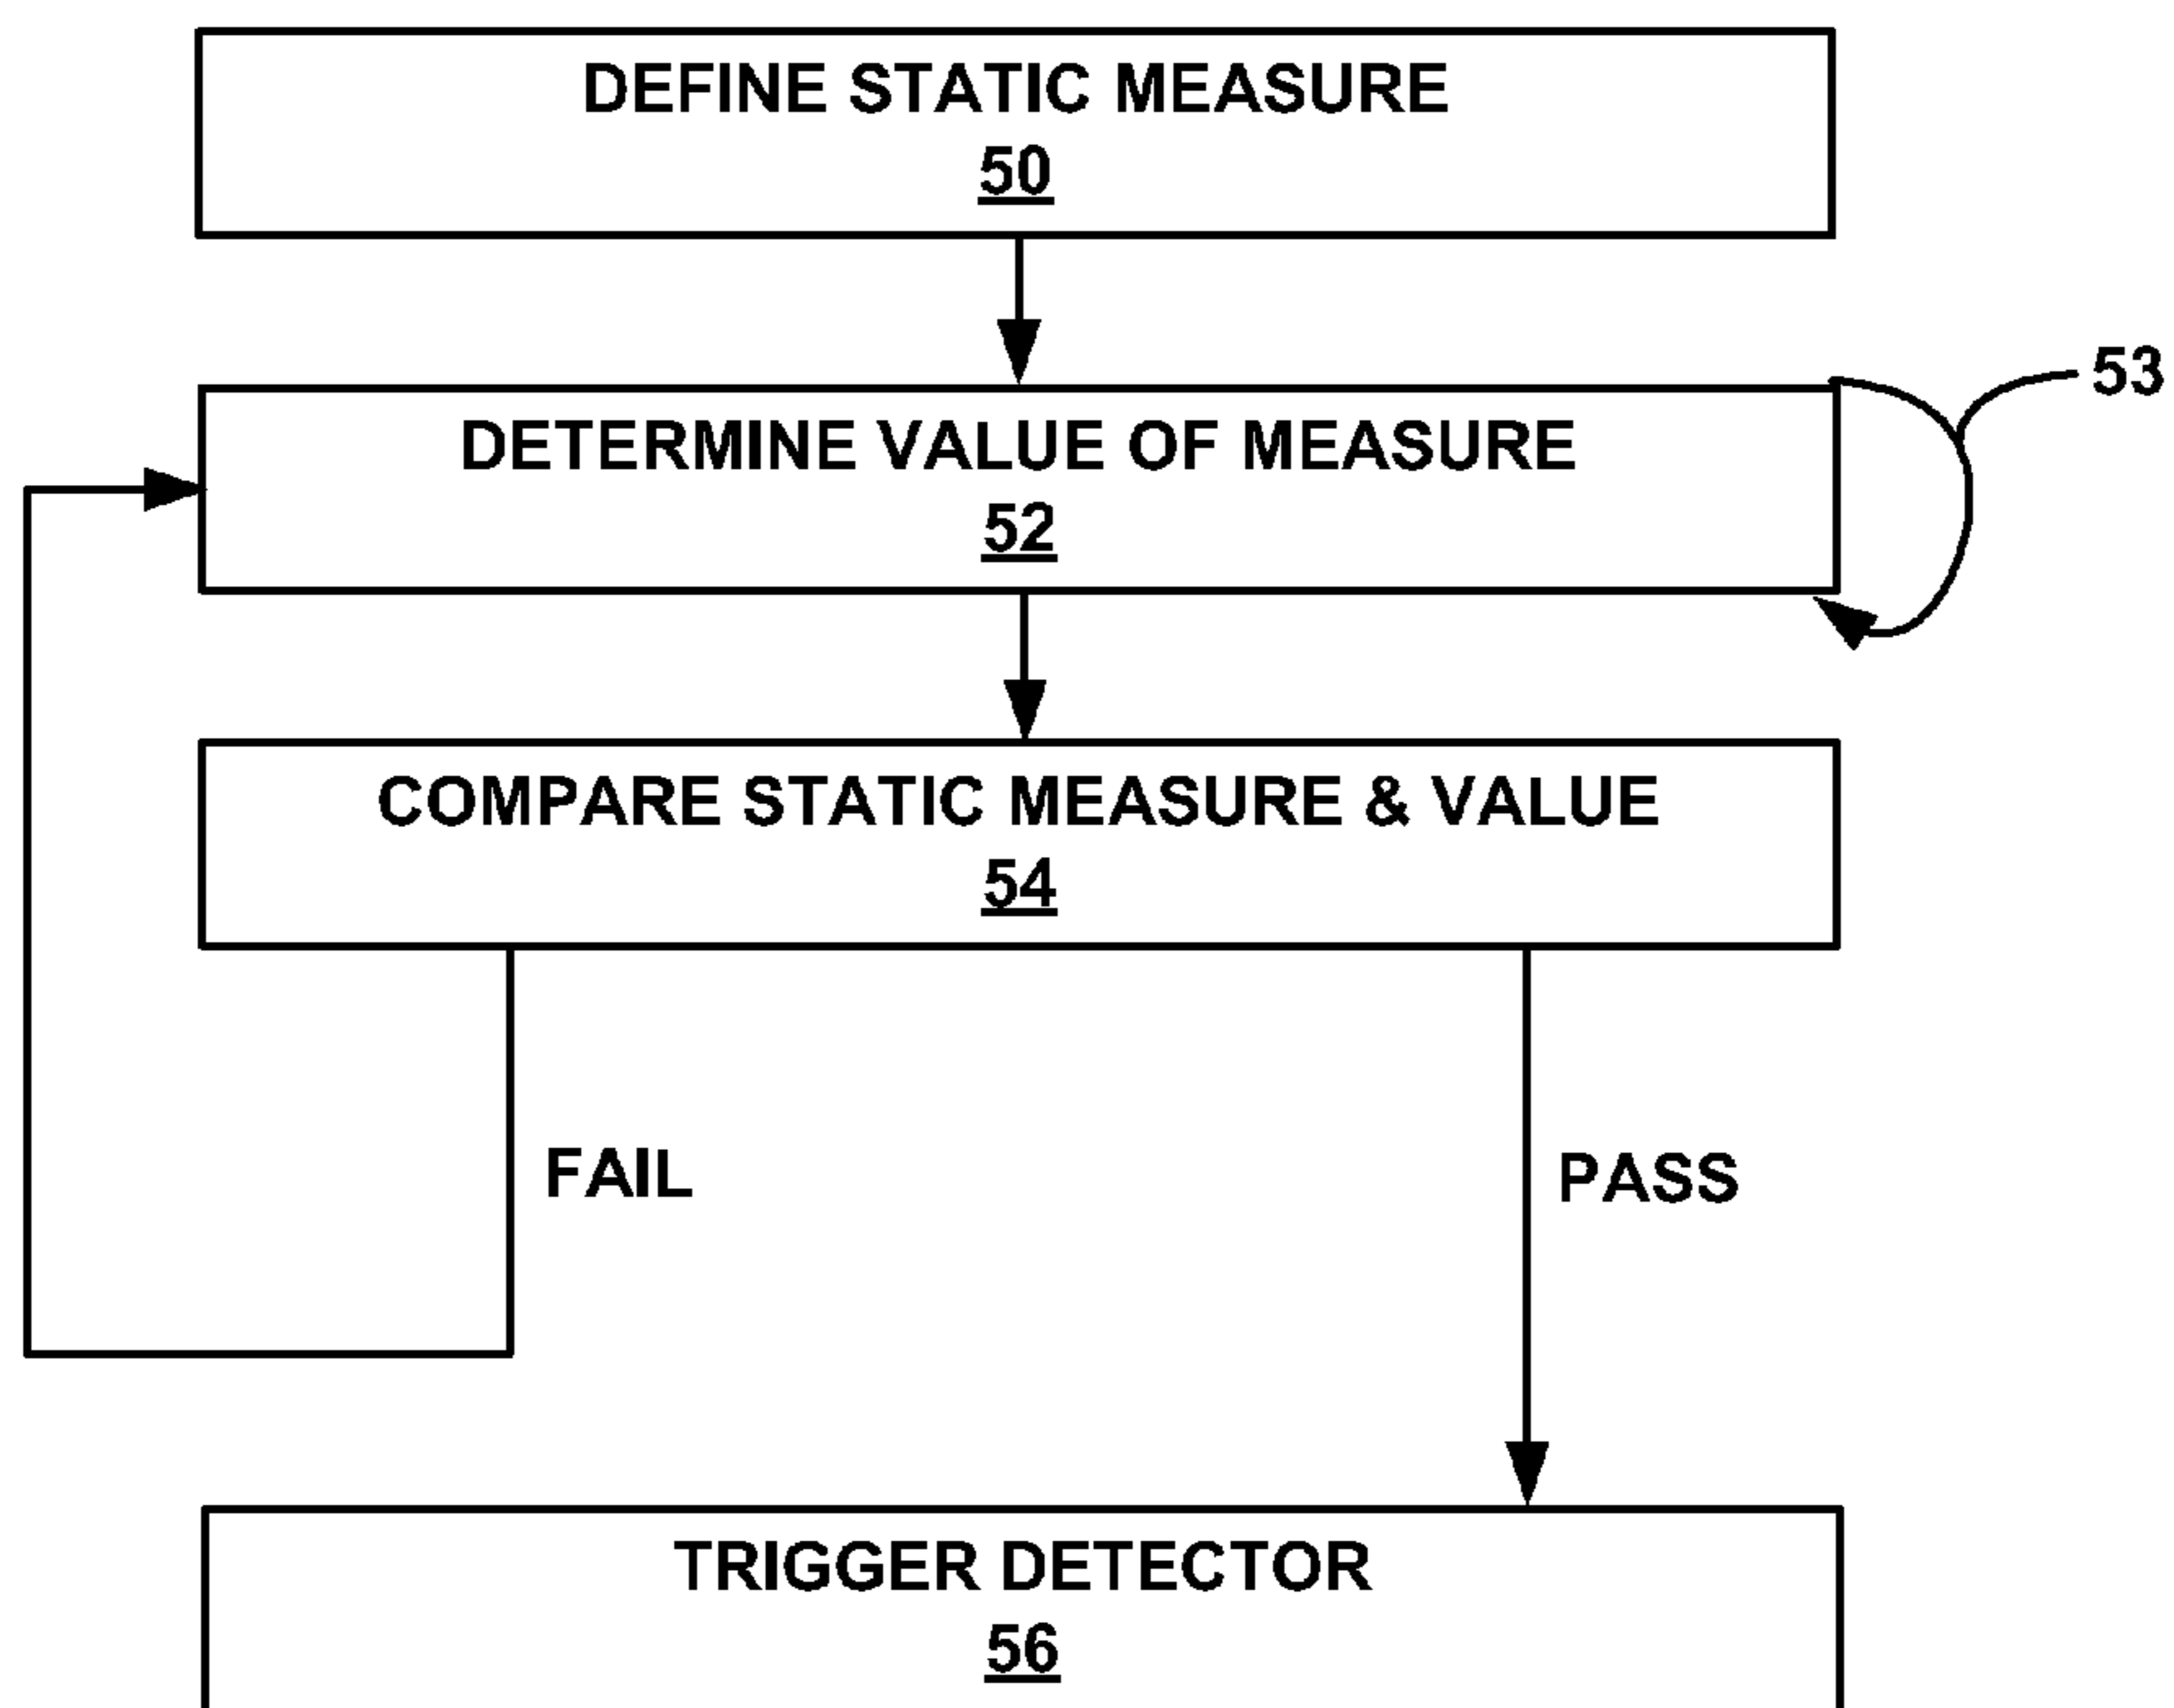 DEFINE STATIC MEASURE
50
53
DETERMINE VALUE OF MEASURE
52
COMPARE STATIC MEASURE & VALUE
54
FAIL
PASS
TRIGGER DETECTOR
56